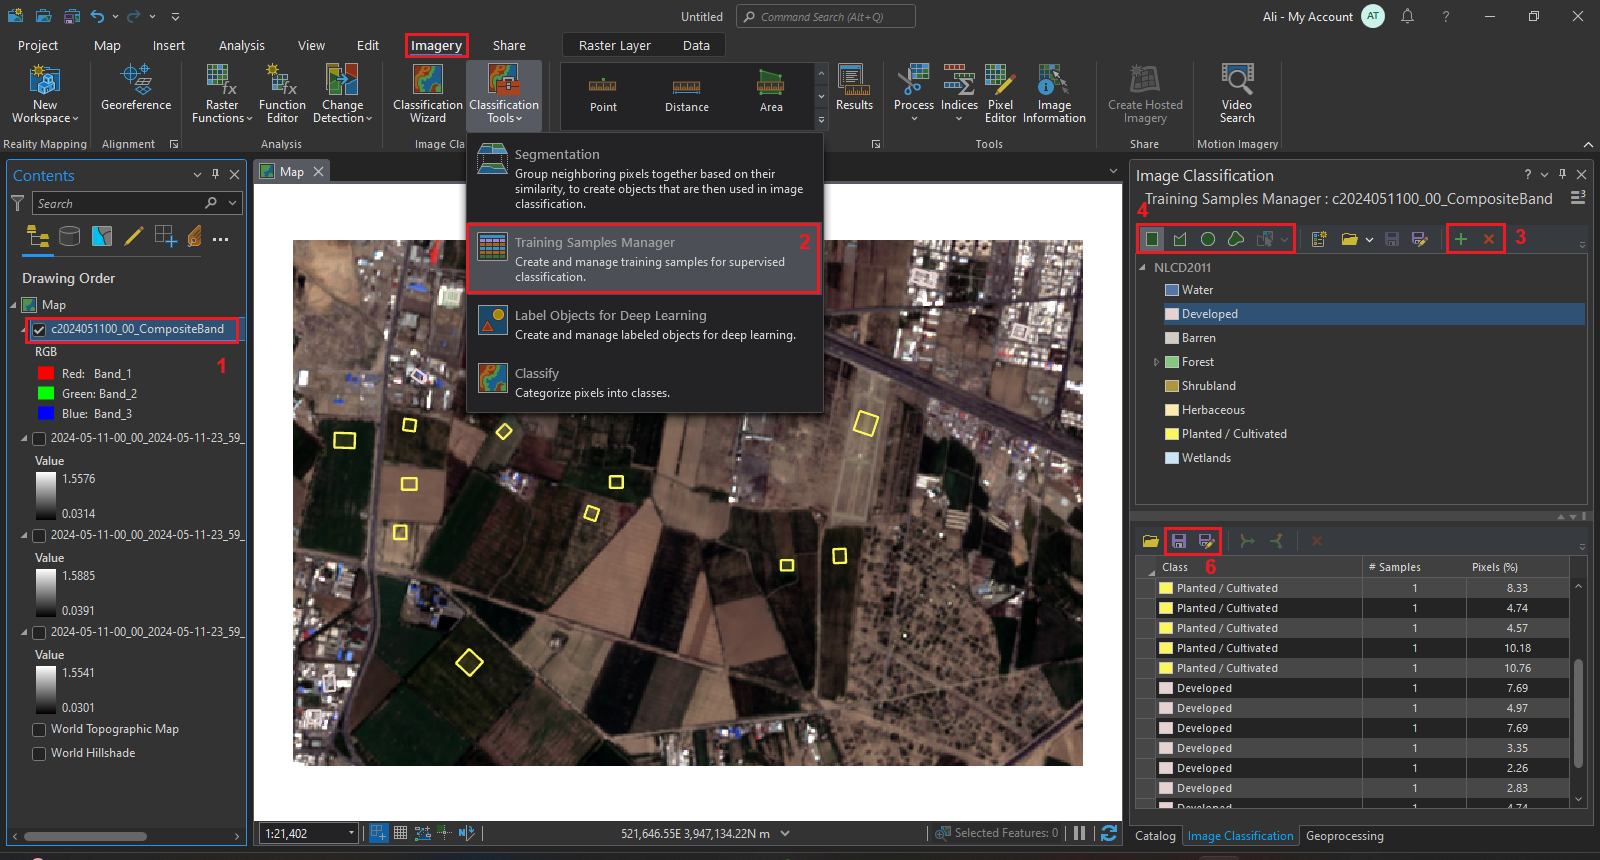 Untitled
Command Search (Alt+Q)
Ali - My Account
AT
?
Project
Map
Insert
Analysis
View
Edit
Imagery
Share
Raster Layer
Data
New
Workspace
Georeference
Raster
Functions
Function
Editor
Change
Detection
Classification
Wizard
Classification
Tools
Point
Distance
Area
Results
Process
Indices
Pixel
Editor
Image
Information
Create Hosted
Imagery
Video
Search
Reality Mapping
Alignment
Analysis
Image Cla
Tools
Share
Motion Imagery
Contents
Search
Drawing Order
Map
c2024051100_00_CompositeBand
1
RGB
Red: Band_1
Green: Band_2
Blue: Band_3
2024-05-11-00_00_2024-05-11-23_59_
Value
1.5576
0.0314
2024-05-11-00_00_2024-05-11-23_59_
Value
1.5885
0.0391
2024-05-11-00_00_2024-05-11-23_59_
Value
1.5541
0.0301
World Topographic Map
World Hillshade
Map
Segmentation
Group neighboring pixels together based on their
similarity, to create objects that are then used in image
classification.
Training Samples Manager
2
Create and manage training samples for supervised
classification.
Label Objects for Deep Learning
Create and manage labeled objects for deep learning.
Classify
Categorize pixels into classes.
1:21,402
521,646.55E 3,947,134.22N m
Selected Features: 0
Image Classification
?
Training Samples Manager : c2024051100_00_CompositeBand
4
3
NLCD2011
Water
Developed
Barren
Forest
Shrubland
Herbaceous
Planted / Cultivated
Wetlands
6
Class
# Samples
Pixels (%)
Planted / Cultivated 1 8.33
Planted / Cultivated 1 4.74
Planted / Cultivated 1 4.57
Planted / Cultivated 1 10.18
Planted / Cultivated 1 10.76
Developed 1 7.69
Developed 1 4.97
Developed 1 7.69
Developed 1 3.35
Developed 1 2.26
Developed 1 2.83
Developed 1 4.74
Catalog
Image Classification
Geoprocessing